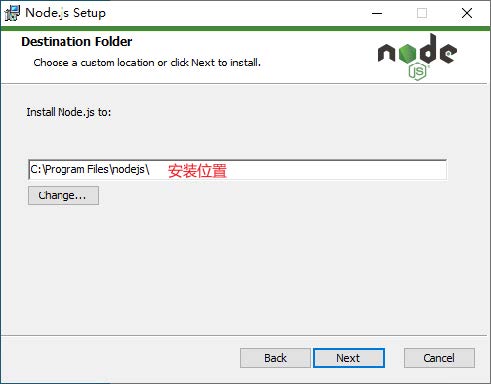 Node.js Setup
Destination Folder
Choose a custom location or click Next to install.
node
JS
Install Node.js to:
C:\Program Files\nodejs\ 安装位置
Change...
Back Next Cancel